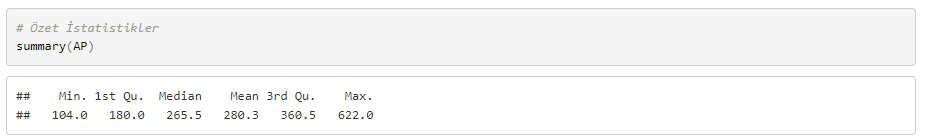 # Özet İstatistikler
summary(AP)
##    Min. 1st Qu.  Median    Mean 3rd Qu.    Max.
##   104.0   180.0   265.5   280.3   360.5   622.0